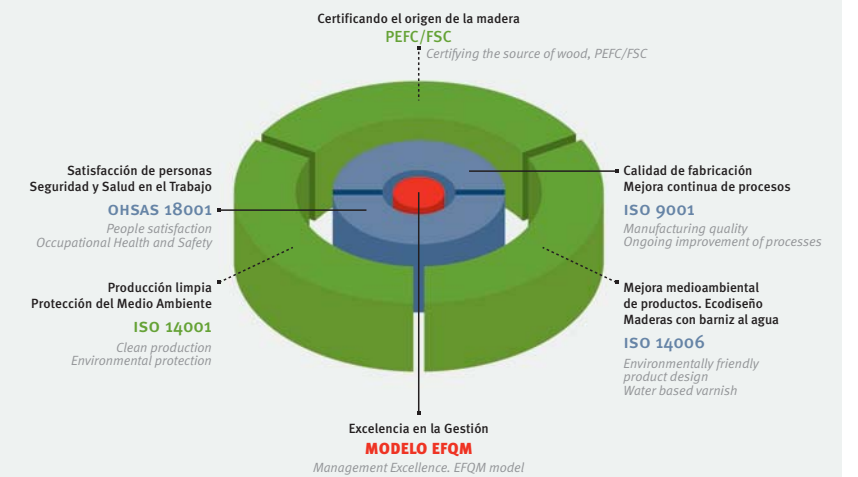 Certificando el origen de la madera
PEFC/FSC
Certifying the source of wood, PEFC/FSC
Satisfacción de personas
Seguridad y Salud en el Trabajo
OHSAS 18001
People satisfaction
Occupational Health and Safety
Calidad de fabricación
Mejora continua de procesos
ISO 9001
Manufacturing quality
Ongoing improvement of processes
Producción limpia
Protección del Medio Ambiente
ISO 14001
Clean production
Environmental protection
Mejora medioambiental
de productos. Ecodiseño
Maderas con barniz al agua
ISO 14006
Environmentally friendly
product design
Water based varnish
Excelencia en la Gestión
MODELO EFQM
Management Excellence. EFQM model